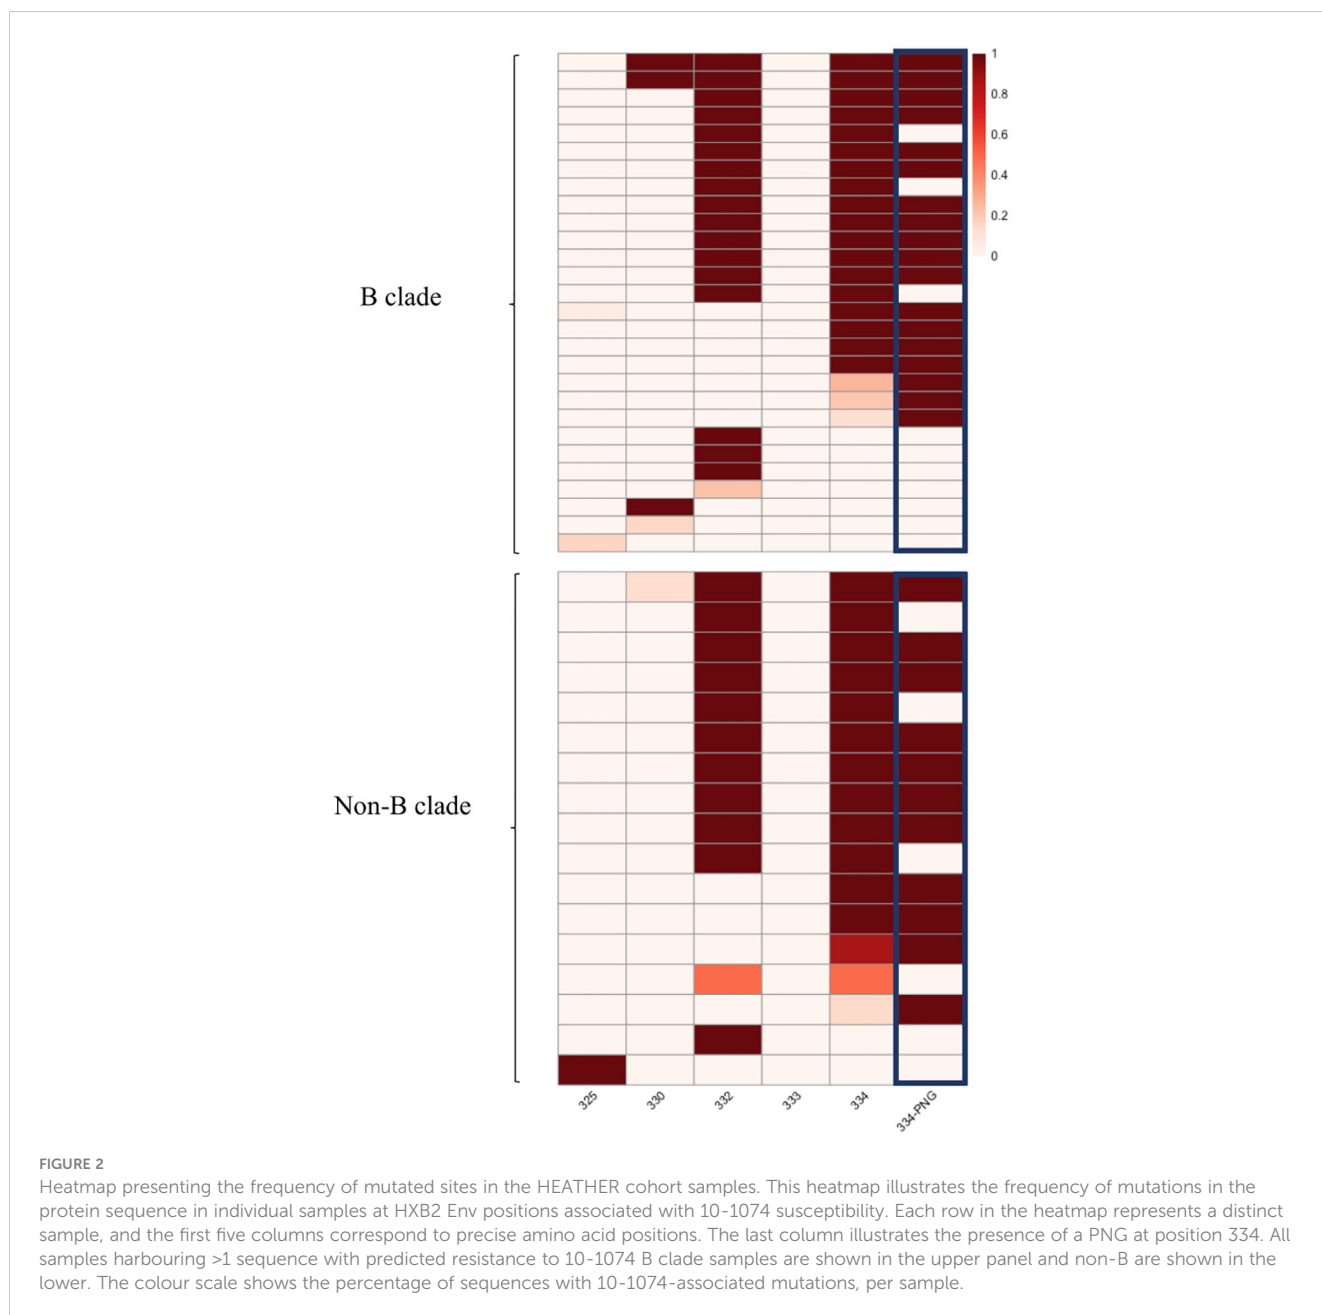 1
0.8
0.6
0.4
0.2
0
B clade
Non-B clade
325
330
332
333
334
334-PNG
FIGURE 2
Heatmap presenting the frequency of mutated sites in the HEATHER cohort samples. This heatmap illustrates the frequency of mutations in the
protein sequence in individual samples at HXB2 Env positions associated with 10-1074 susceptibility. Each row in the heatmap represents a distinct
sample, and the first five columns correspond to precise amino acid positions. The last column illustrates the presence of a PNG at position 334. All
samples harbouring >1 sequence with predicted resistance to 10-1074 B clade samples are shown in the upper panel and non-B are shown in the
lower. The colour scale shows the percentage of sequences with 10-1074-associated mutations, per sample.